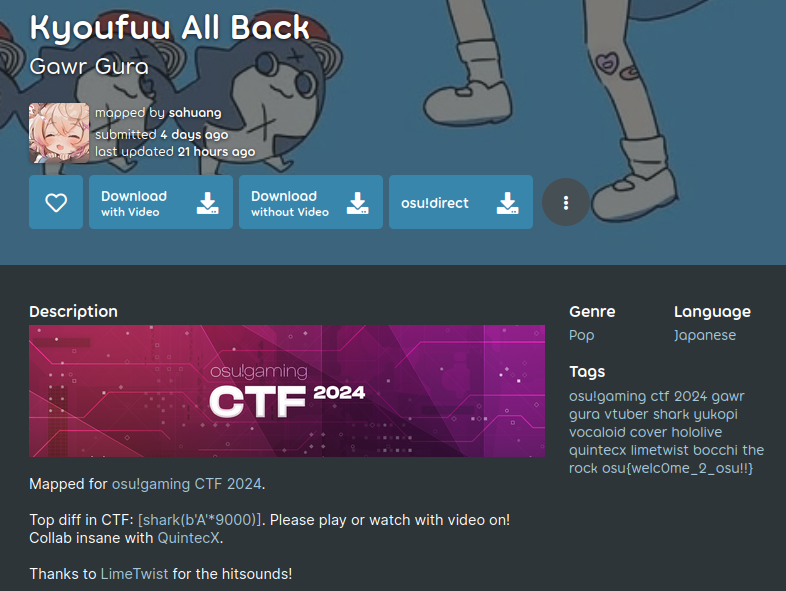 Kyoufuu All Back
Gawr Gura
mapped by sahuang
submitted 4 days ago
last updated 21 hours ago
Download
with Video
Download
without Video
osu!direct
Description
osu!gaming
CTF 2024
Mapped for osu!gaming CTF 2024.
Top diff in CTF: [shark(b'A'*9000)]. Please play or watch with video on!
Collab insane with QuintecX.
Thanks to LimeTwist for the hitsounds!
Genre
Pop
Language
Japanese
Tags
osu!gaming ctf 2024 gawr
gura vtuber shark yukopi
vocaloid cover hololive
quintecx limetwist bocchi the
rock osu{welc0me_2_osu!!}